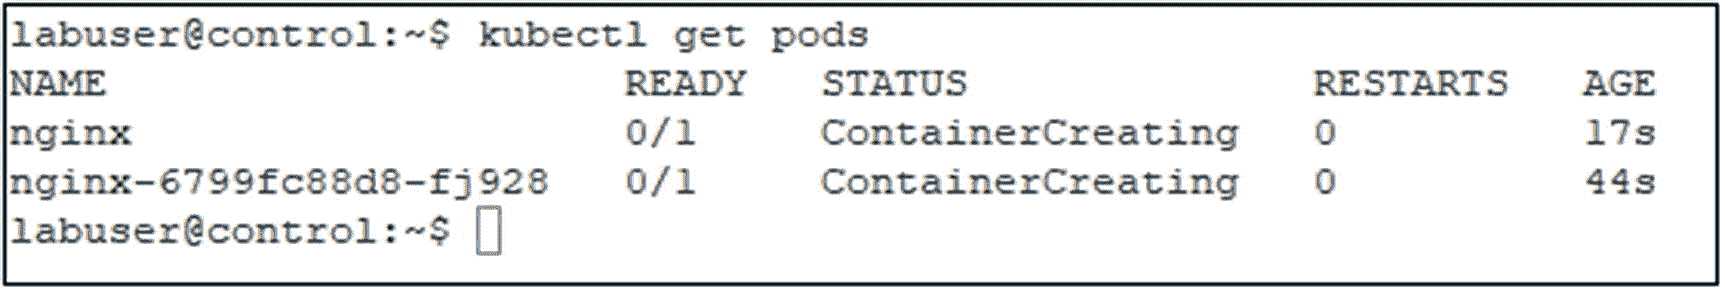 labuser@control:~$ kubectl get pods
NAME READY STATUS RESTARTS AGE
nginx 0/1 ContainerCreating 0 17s
nginx-6799fc88d8-fj928 0/1 ContainerCreating 0 44s
labuser@control:~$